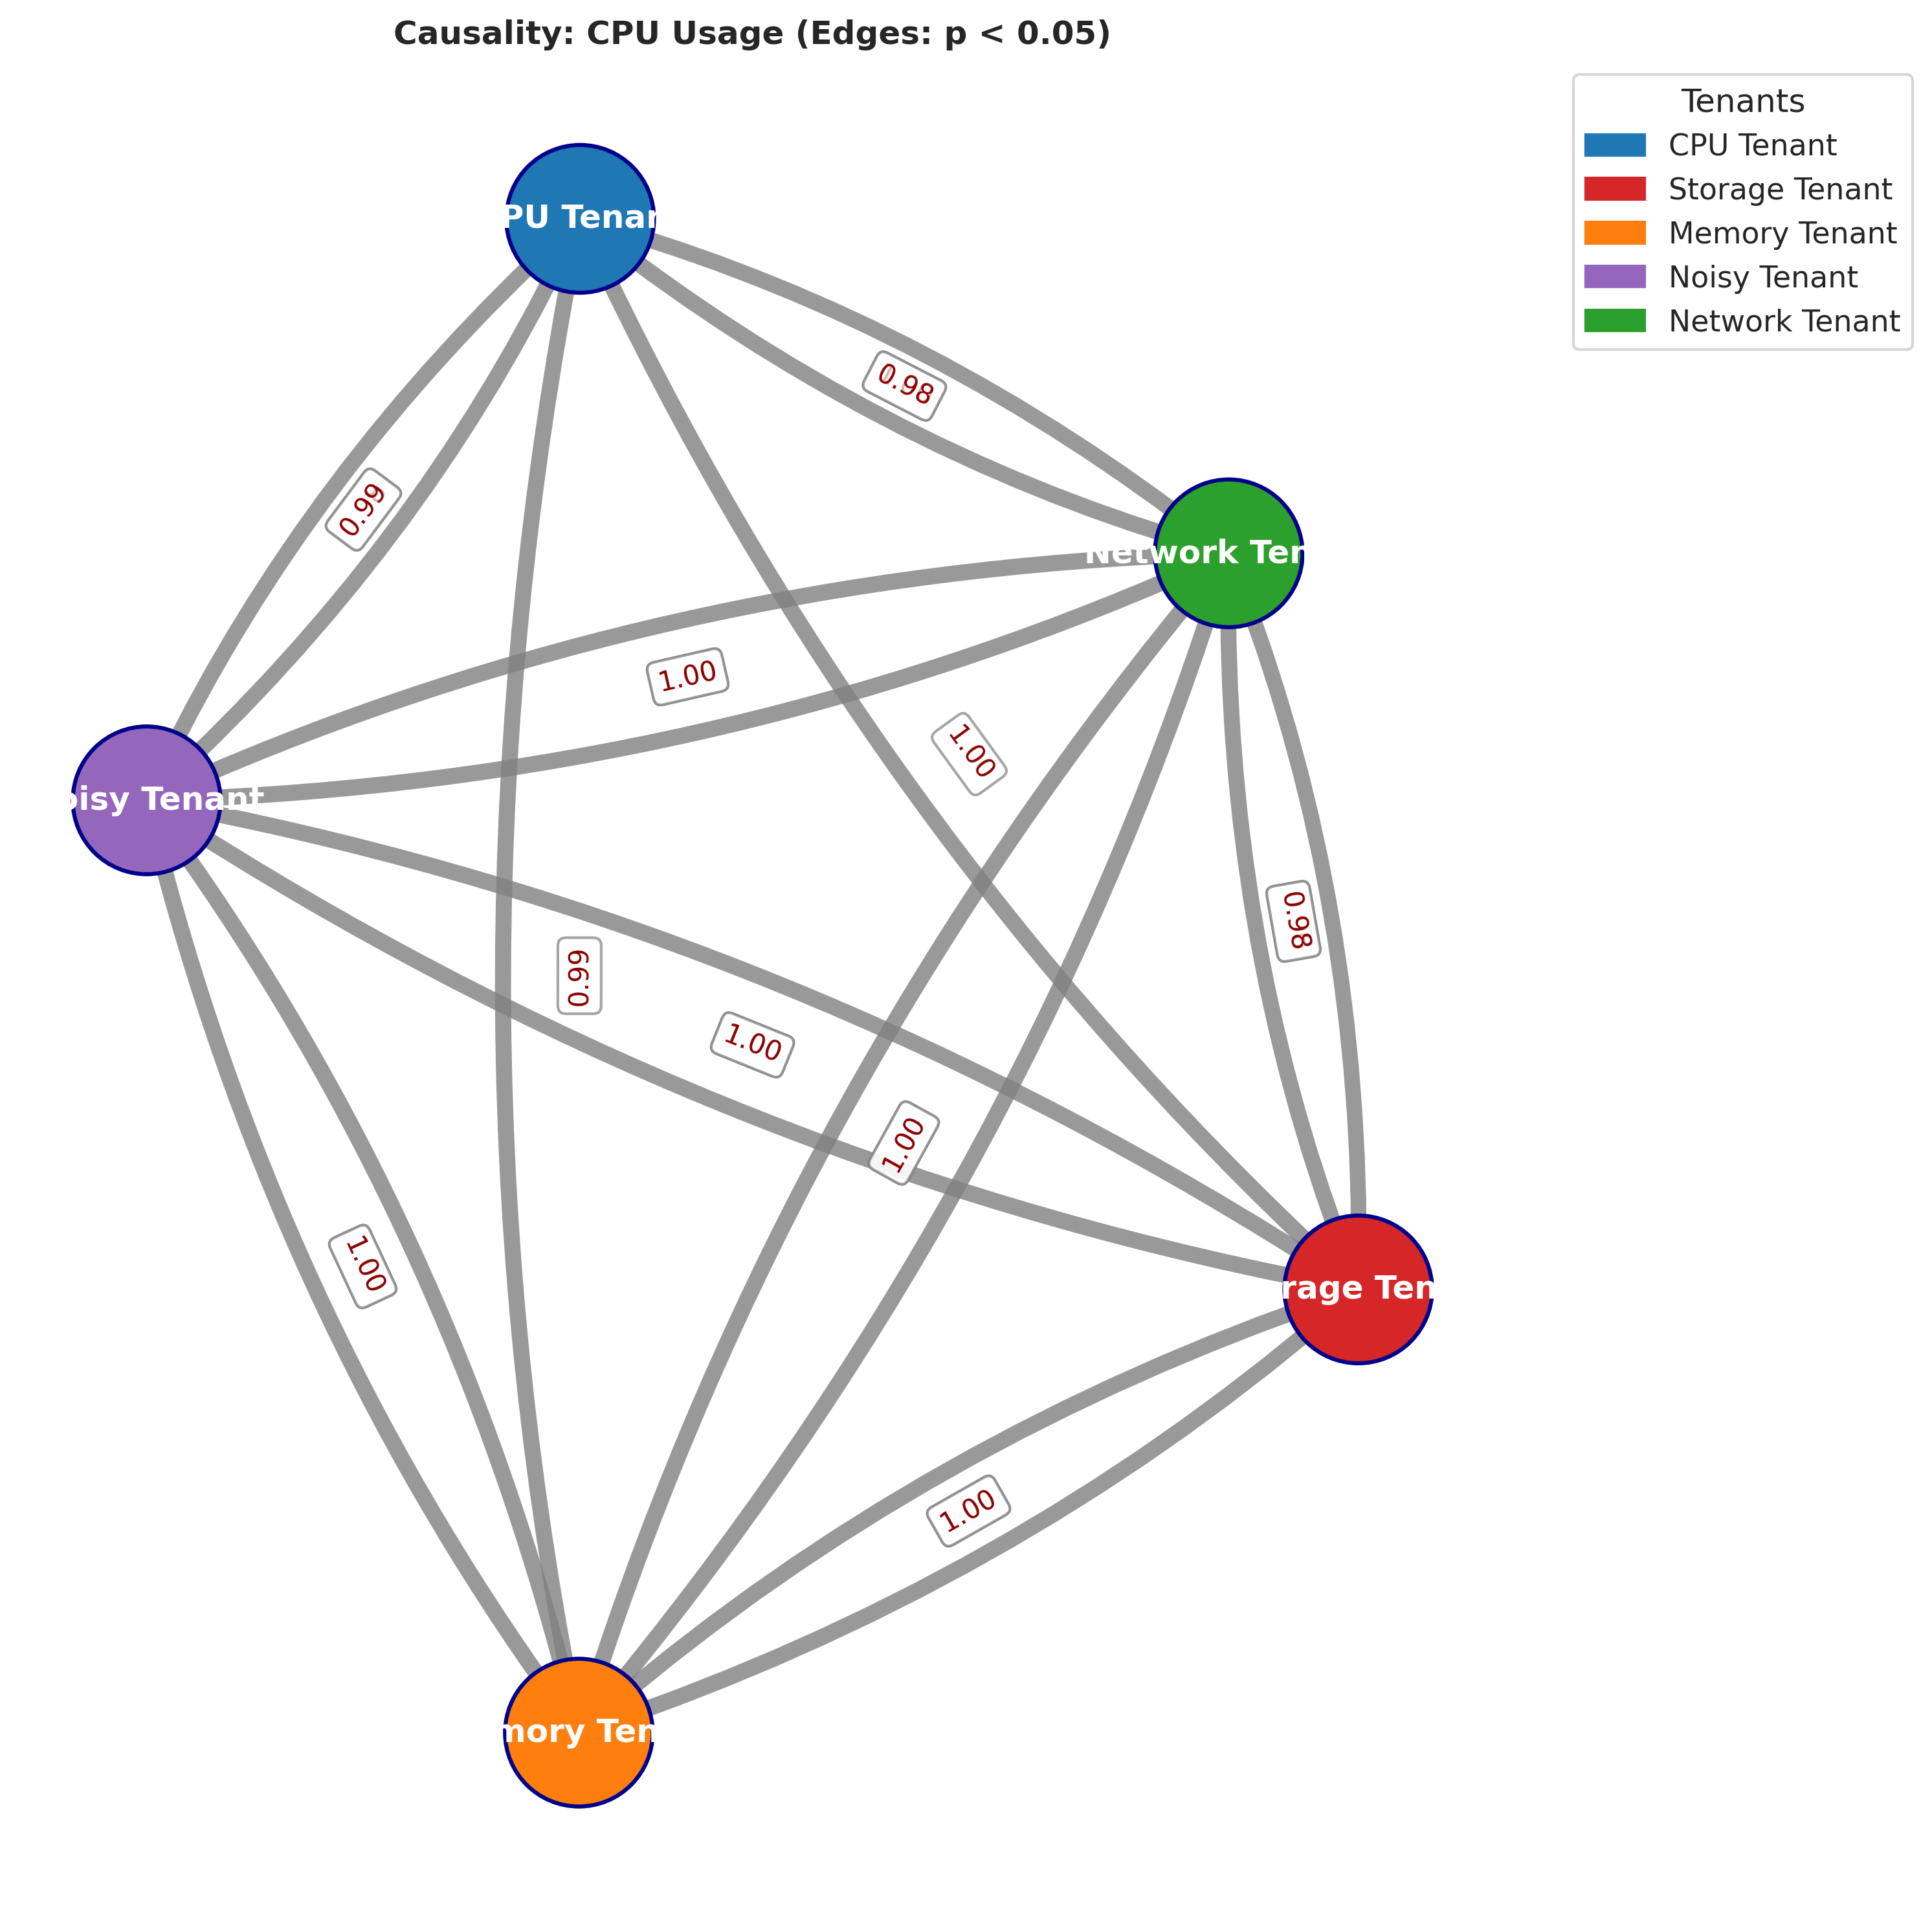 Causality: CPU Usage (Edges: p < 0.05)
Tenants
CPU Tenant
Storage Tenant
Memory Tenant
Noisy Tenant
Network Tenant
PU Tenan
0.98
0.99
Network Ten
1.00
1.00
oisy Tenant
0.98
0.99
1.00
1.00
1.00
rage Ten
1.00
mory Ten